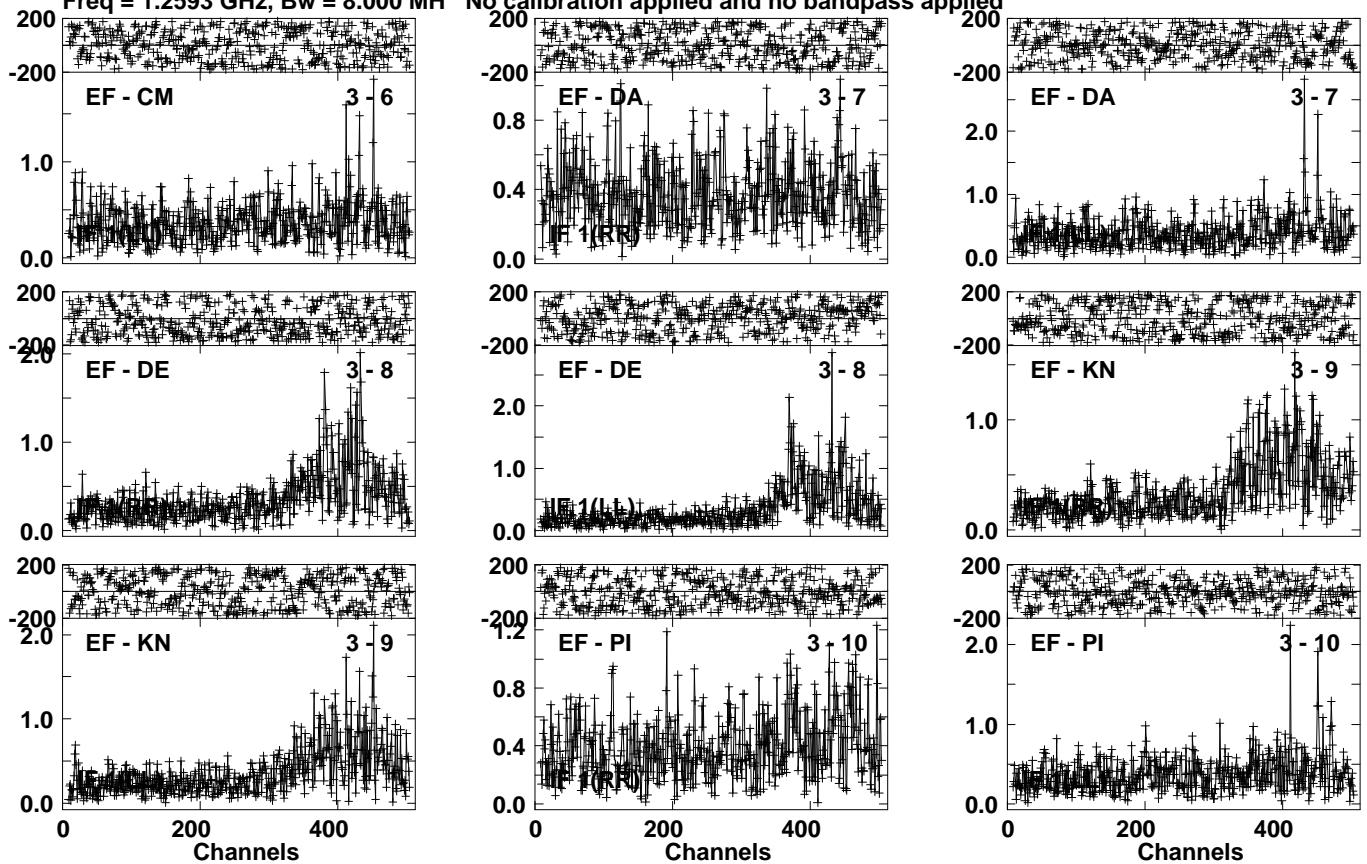 Freq = 1.2593 GHz, Bw = 8.000 MH No calibration applied and no bandpass applied
200 200 200
-200 -200 -200
EF - CM 3 - 6 EF - DA 3 - 7 EF - DA 3 - 7
1.0 0.8 2.0
0.4 1.0
0.0 IF 1(RR) 0.0 0.0
200 200 200
-200 -200 -200
2.0
EF - DE 3 - 8 EF - DE 3 - 8 EF - KN 3 - 9
1.0 2.0 1.0
1.0
0.0 IF 1(LL) 0.0 0.0
200 200 200
-200 -200 -200
2.0 1.2 2.0
EF - KN 3 - 9 EF - PI 3 - 10 EF - PI 3 - 10
1.0 0.8 1.0
0.4
IF 1(RR)
0.0 0.0 0.0
0 200 400 0 200 400 0 200 400
Channels Channels Channels